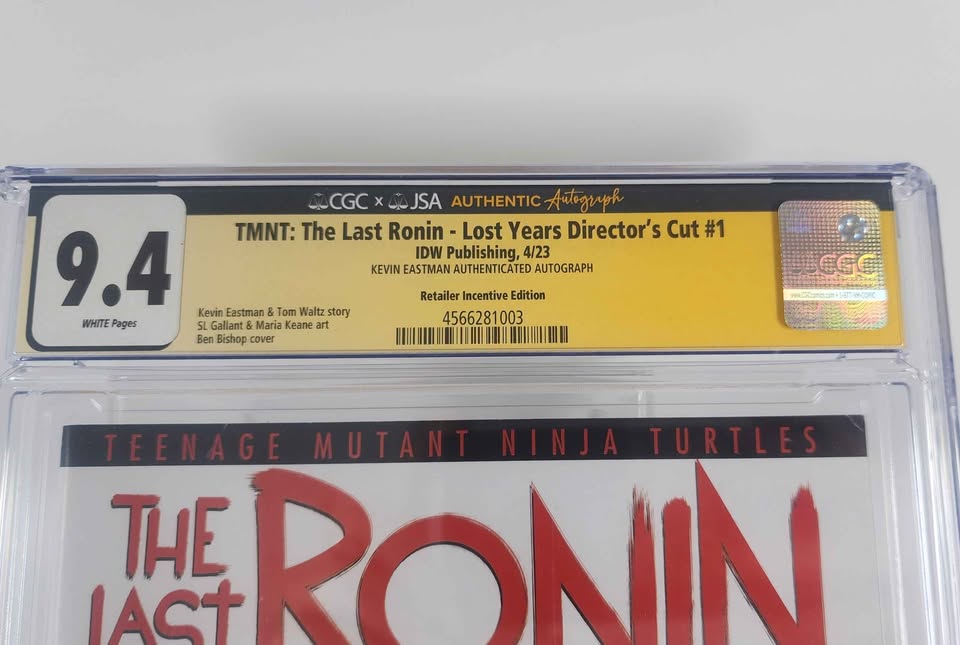 CGC x JSA AUTHENTIC Autograph
TMNT: The Last Ronin - Lost Years Director's Cut #1
IDW Publishing, 4/23
KEVIN EASTMAN AUTHENTICATED AUTOGRAPH
Retailer Incentive Edition
9.4
WHITE Pages
Kevin Eastman & Tom Waltz story
SL Gallant & Maria Keane art
Ben Bishop cover
4566281003
CGC
TEENAGE MUTANT NINJA TURTLES
THE
LAST
RONIN